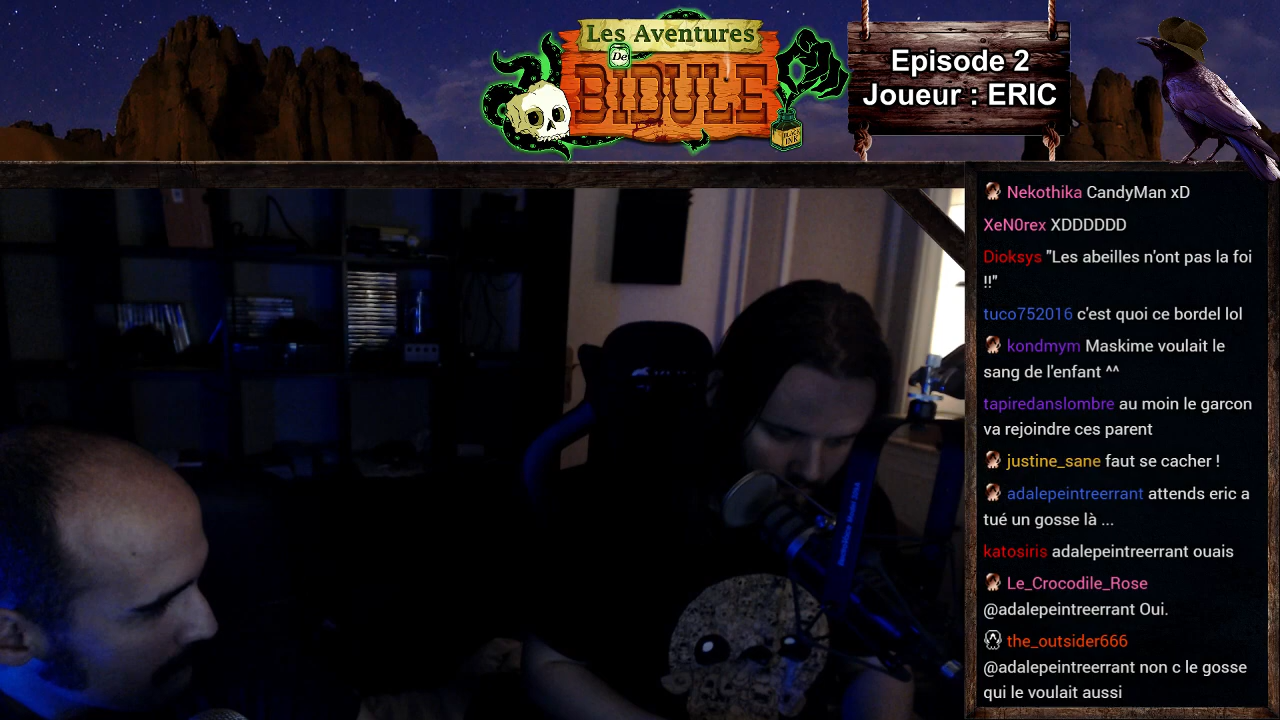 Les Aventures
De
BIDULE
BLACK
INK
Episode 2
Joueur : ERIC
Nekothika CandyMan xD
XeN0rex XDDDDDD
Dioksys "Les abeilles n'ont pas la foi
!!"
tuco752016 c'est quoi ce bordel lol
kondmym Maskime voulait le
sang de l'enfant ^^
tapiredanslombre au moin le garcon
va rejoindre ces parent
justine_sane faut se cacher !
adalepeintreerrant attends eric a
tué un gosse là ...
katosiris adalepeintreerrant ouais
Le_Crocodile_Rose
@adalepeintreerrant Oui.
the_outsider666
@adalepeintreerrant non c le gosse
qui le voulait aussi